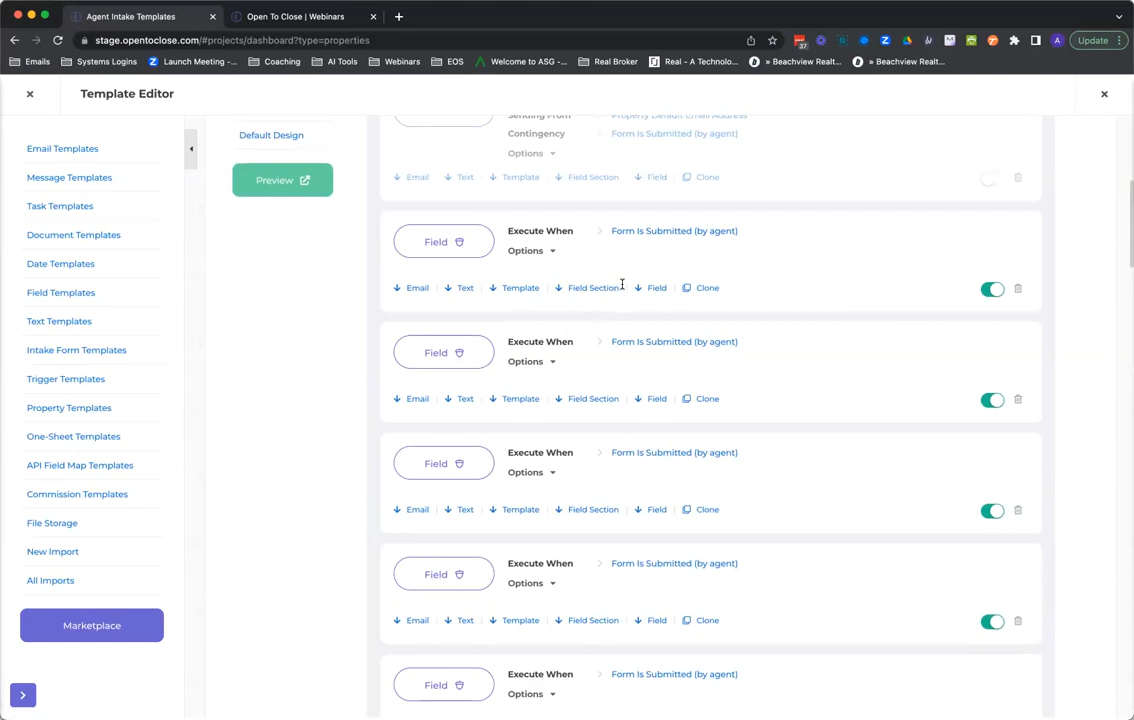 Agent Intake Templates
Open To Close | Webinars
stage.opentoclose.com/#projects/dashboard?type=properties
37
A
Update
Emails
Systems Logins
Launch Meeting -...
Coaching
AI Tools
Webinars
EOS
Welcome to ASG -...
Real Broker
Real - A Technolo...
» Beachview Realt...
» Beachview Realt...
Template Editor
Email Templates
Message Templates
Task Templates
Document Templates
Date Templates
Field Templates
Text Templates
Intake Form Templates
Trigger Templates
Property Templates
One-Sheet Templates
API Field Map Templates
Commission Templates
File Storage
New Import
All Imports
Marketplace
Default Design
Preview
Sending From Property Default Email Address
Contingency Form Is Submitted (by agent)
Options
Email Text Template Field Section Field Clone
Field Execute When Form Is Submitted (by agent)
Options
Email Text Template Field Section Field Clone
Field Execute When Form Is Submitted (by agent)
Options
Email Text Template Field Section Field Clone
Field Execute When Form Is Submitted (by agent)
Options
Email Text Template Field Section Field Clone
Field Execute When Form Is Submitted (by agent)
Options
Email Text Template Field Section Field Clone
Field Execute When Form Is Submitted (by agent)
Options